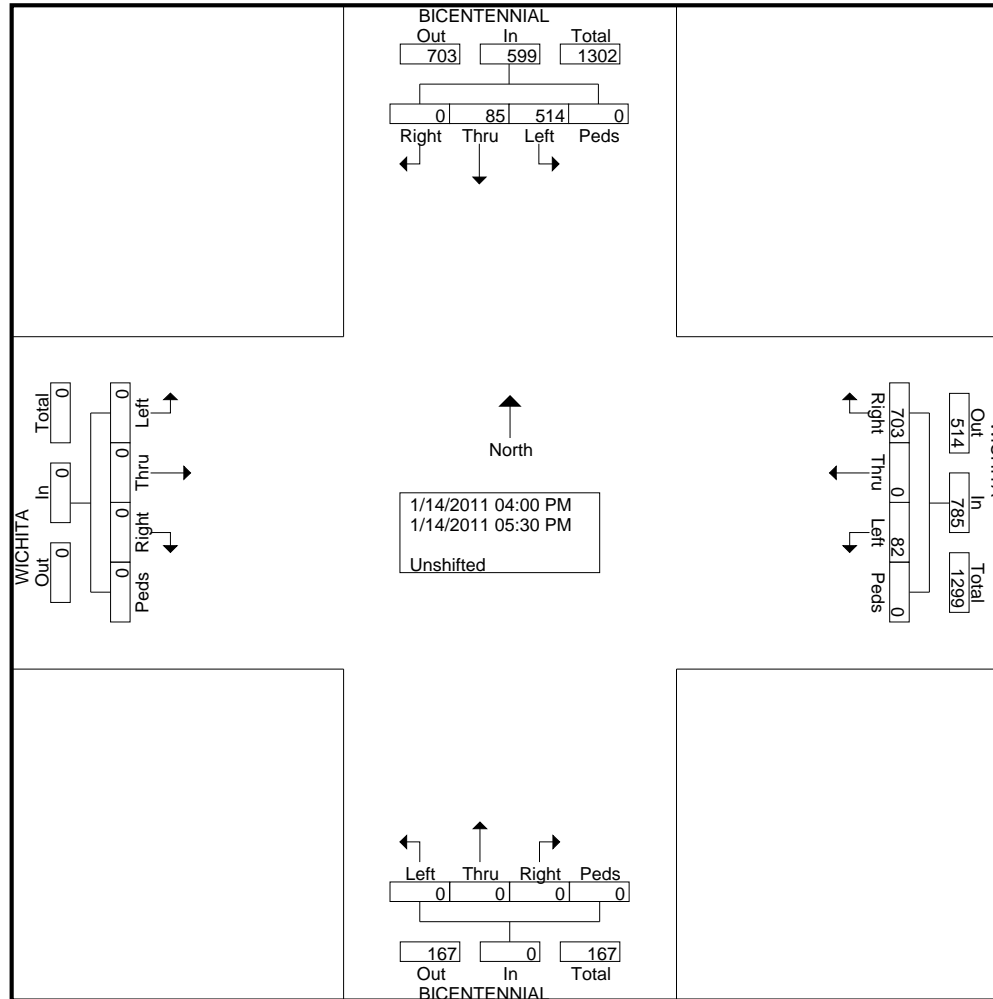 BICENTENNIAL
Out In Total
703 599 1302
0 85 514 0
Right Thru Left Peds
WICHITA
Total In Out
0 0 0
0 0 0 0
Left Thru Right Peds
North
1/14/2011 04:00 PM
1/14/2011 05:30 PM
Unshifted
Out In Total
514 785 1299
703 0 82 0
Right Thru Left Peds
Left Thru Right Peds
0 0 0 0
167 0 167
Out In Total
BICENTENNIAL